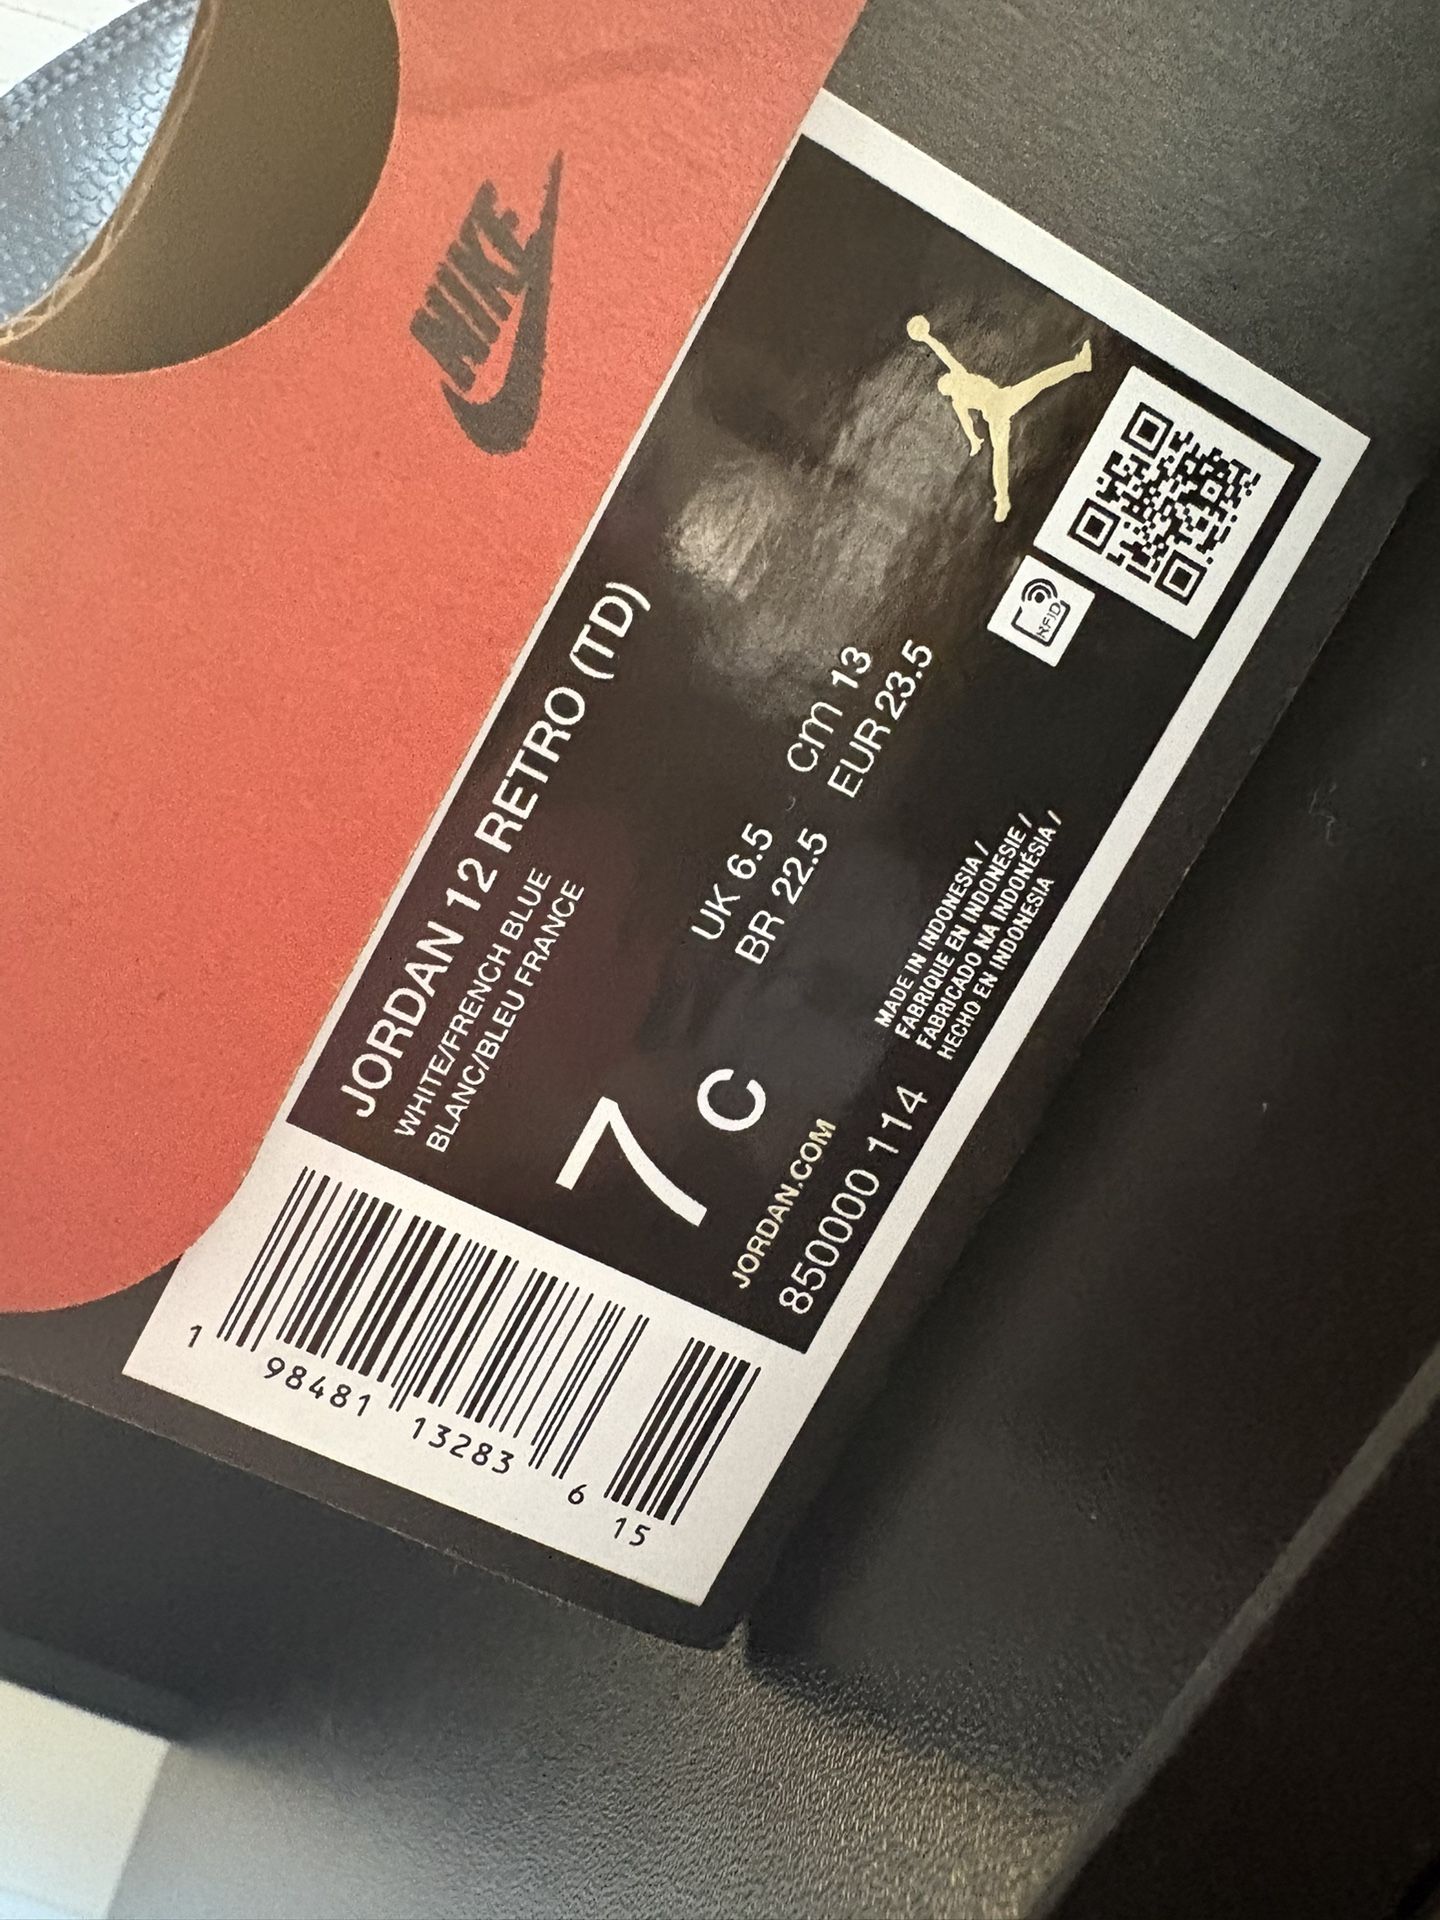 NIKE
JORDAN 12 RETRO (TD)
WHITE/FRENCH BLUE
BLANC/BLEU FRANCE
7 C
UK 6.5
cm 13
BR 22.5
EUR 23.5
RFID
JORDAN.COM
850000 114
MADE IN INDONESIA /
FABRIQUE EN INDONESIE /
FABRICADO NA INDONÉSIA /
HECHO EN INDONESIA
1 98481 13283 6 15